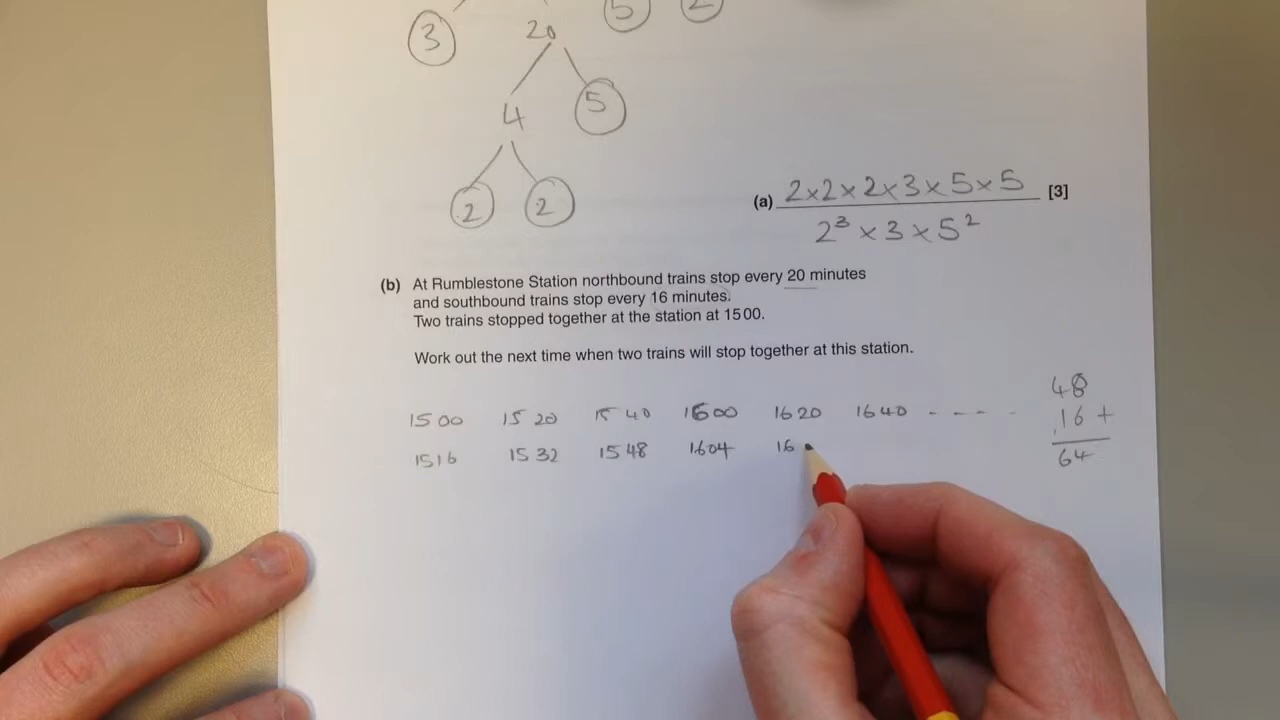 3
20
5
4
5
2
2
(a) 2×2×2×3×5×5 [3]
2³×3×5²
(b) At Rumblestone Station northbound trains stop every 20 minutes
and southbound trains stop every 16 minutes.
Two trains stopped together at the station at 1500.
Work out the next time when two trains will stop together at this station.
1500 1520 1540 1600 1620 1640 - - - -
1516 1532 1548 1604 16
48
16 +
64